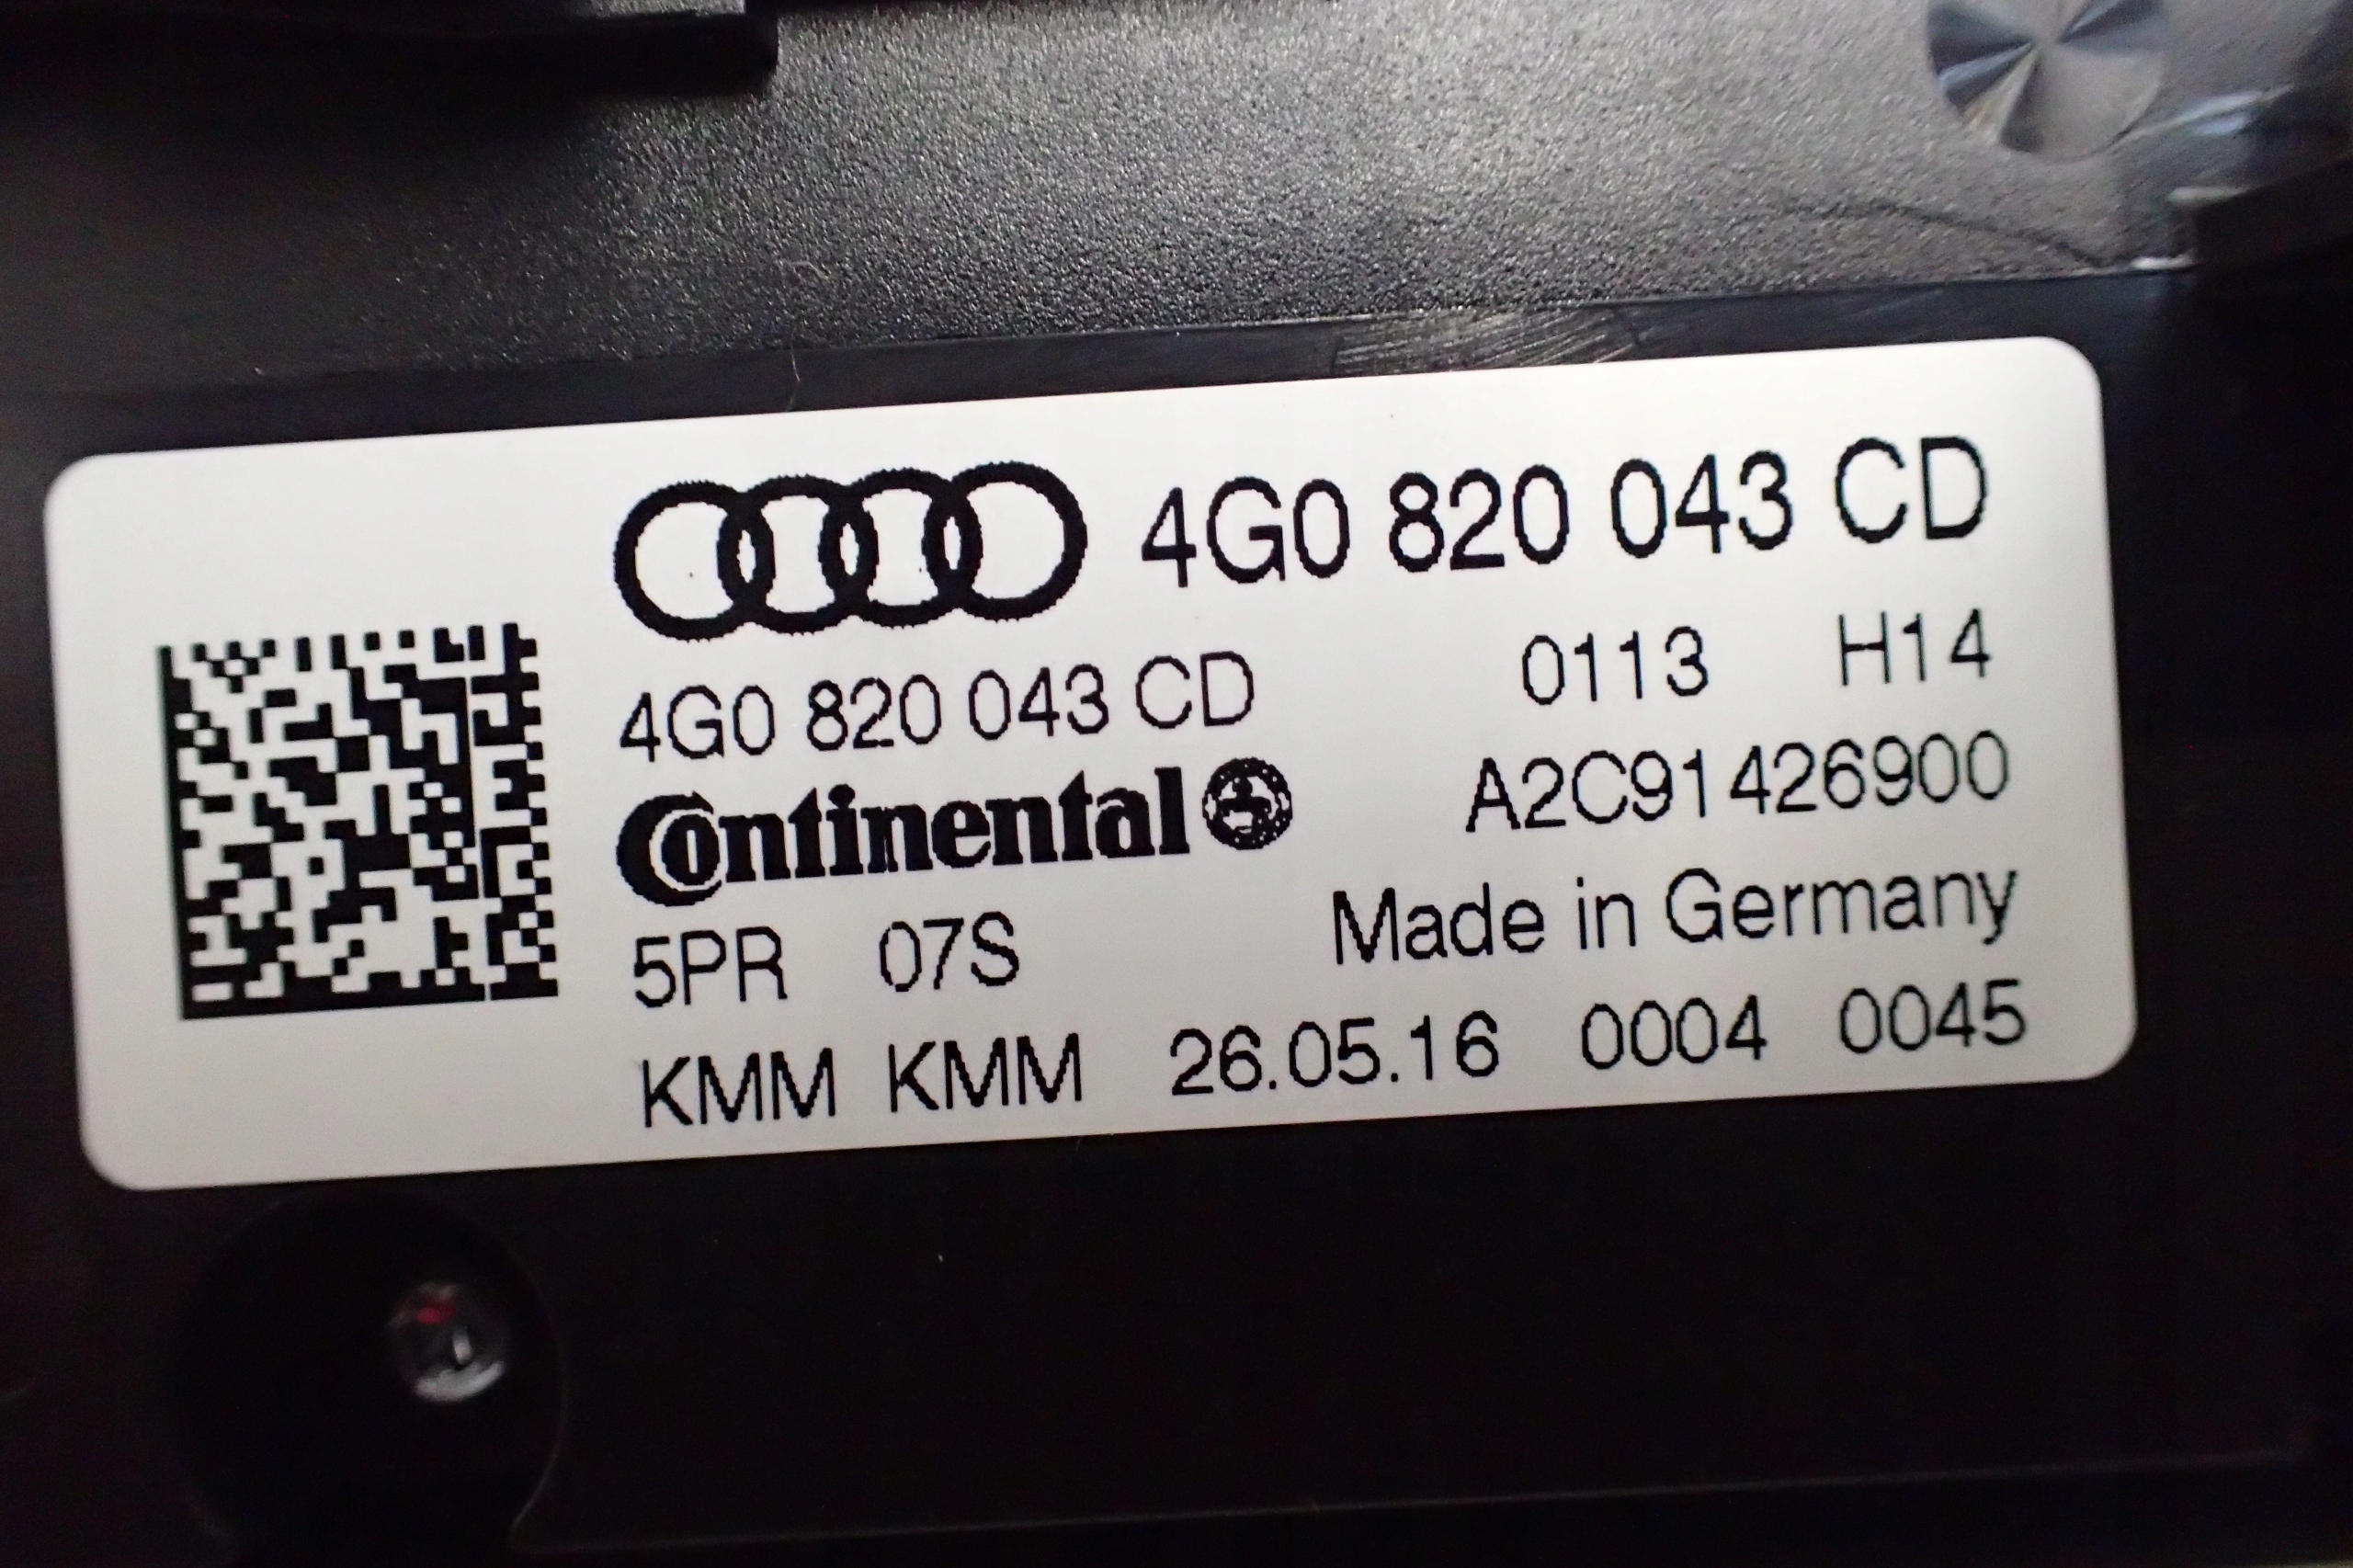 4G0 820 043 CD
4G0 820 043 CD 0113 H14
Continental A2C91426900
5PR 07S Made in Germany
KMM KMM 26.05.16 0004 0045